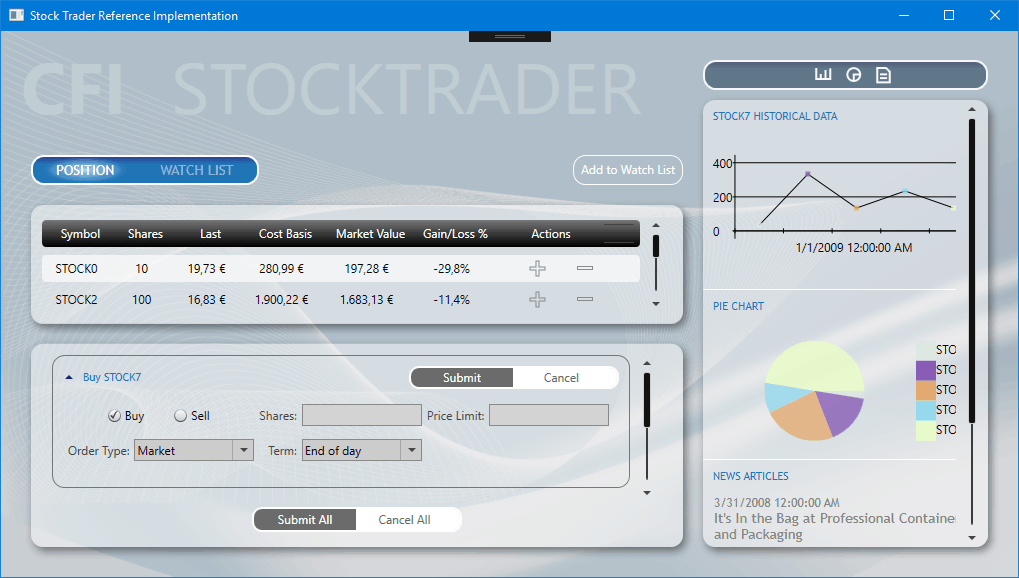 Stock Trader Reference Implementation
CFI STOCKTRADER
POSITION WATCH LIST
Add to Watch List
Symbol Shares Last Cost Basis Market Value Gain/Loss % Actions
STOCK0 10 19,73 € 280,99 € 197,28 € -29,8%
STOCK2 100 16,83 € 1.900,22 € 1.683,13 € -11,4%
Buy STOCK7
Submit Cancel
Buy Sell Shares: Price Limit:
Order Type: Market Term: End of day
Submit All Cancel All
STOCK7 HISTORICAL DATA
400
200
0
1/1/2009 12:00:00 AM
PIE CHART
STO
STO
STO
STO
STO
NEWS ARTICLES
3/31/2008 12:00:00 AM
It's In the Bag at Professional Container
and Packaging